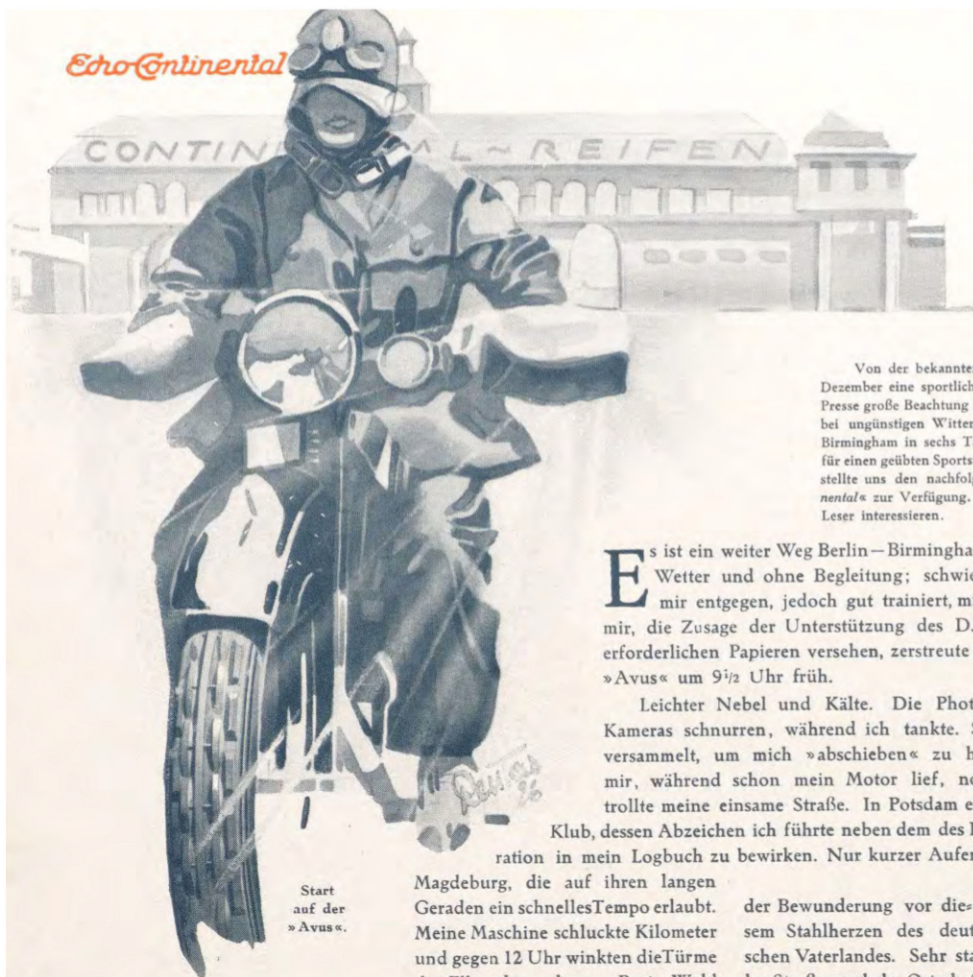 Echo Continental
CONTIN AL~REIFEN
Von der bekannte
Dezember eine sportlich
Presse große Beachtung
bei ungünstigen Witter
Birmingham in sechs T
für einen geübten Sports
stellte uns den nachfol
nental« zur Verfügung.
Leser interessieren.
Es ist ein weiter Weg Berlin—Birmingha
Wetter und ohne Begleitung; schwie
mir entgegen, jedoch gut trainiert, m
mir, die Zusage der Unterstützung des D.
erforderlichen Papieren versehen, zerstreute
»Avus« um 9½ Uhr früh.
Leichter Nebel und Kälte. Die Phot
Kameras schnurren, während ich tankte.
versammelt, um mich »abschieben« zu h
mir, während schon mein Motor lief, no
trollte meine einsame Straße. In Potsdam e
Klub, dessen Abzeichen ich führte neben dem des
ration in mein Logbuch zu bewirken. Nur kurzer Aufen
Start
auf der
»Avus«.
Magdeburg, die auf ihren langen
Geraden ein schnelles Tempo erlaubt.
Meine Maschine schluckte Kilometer
und gegen 12 Uhr winkten die Türme
der Bewunderung vor die=
sem Stahlherzen des deut
schen Vaterlandes. Sehr sta